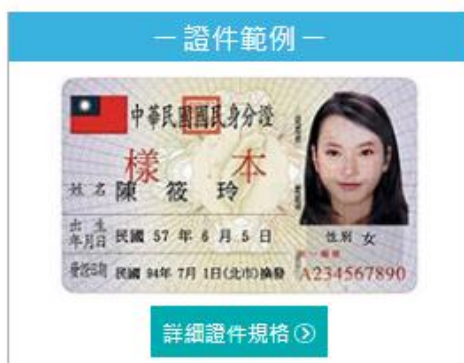 －證件範例－
中華民國國民身分證
樣 本
姓 名 陳 筱 玲
出 生
年月日 民國 57 年 6 月 5 日
性別 女
發證日期 民國 94年 7月 1日(北市)換發
A234567890
詳細證件規格